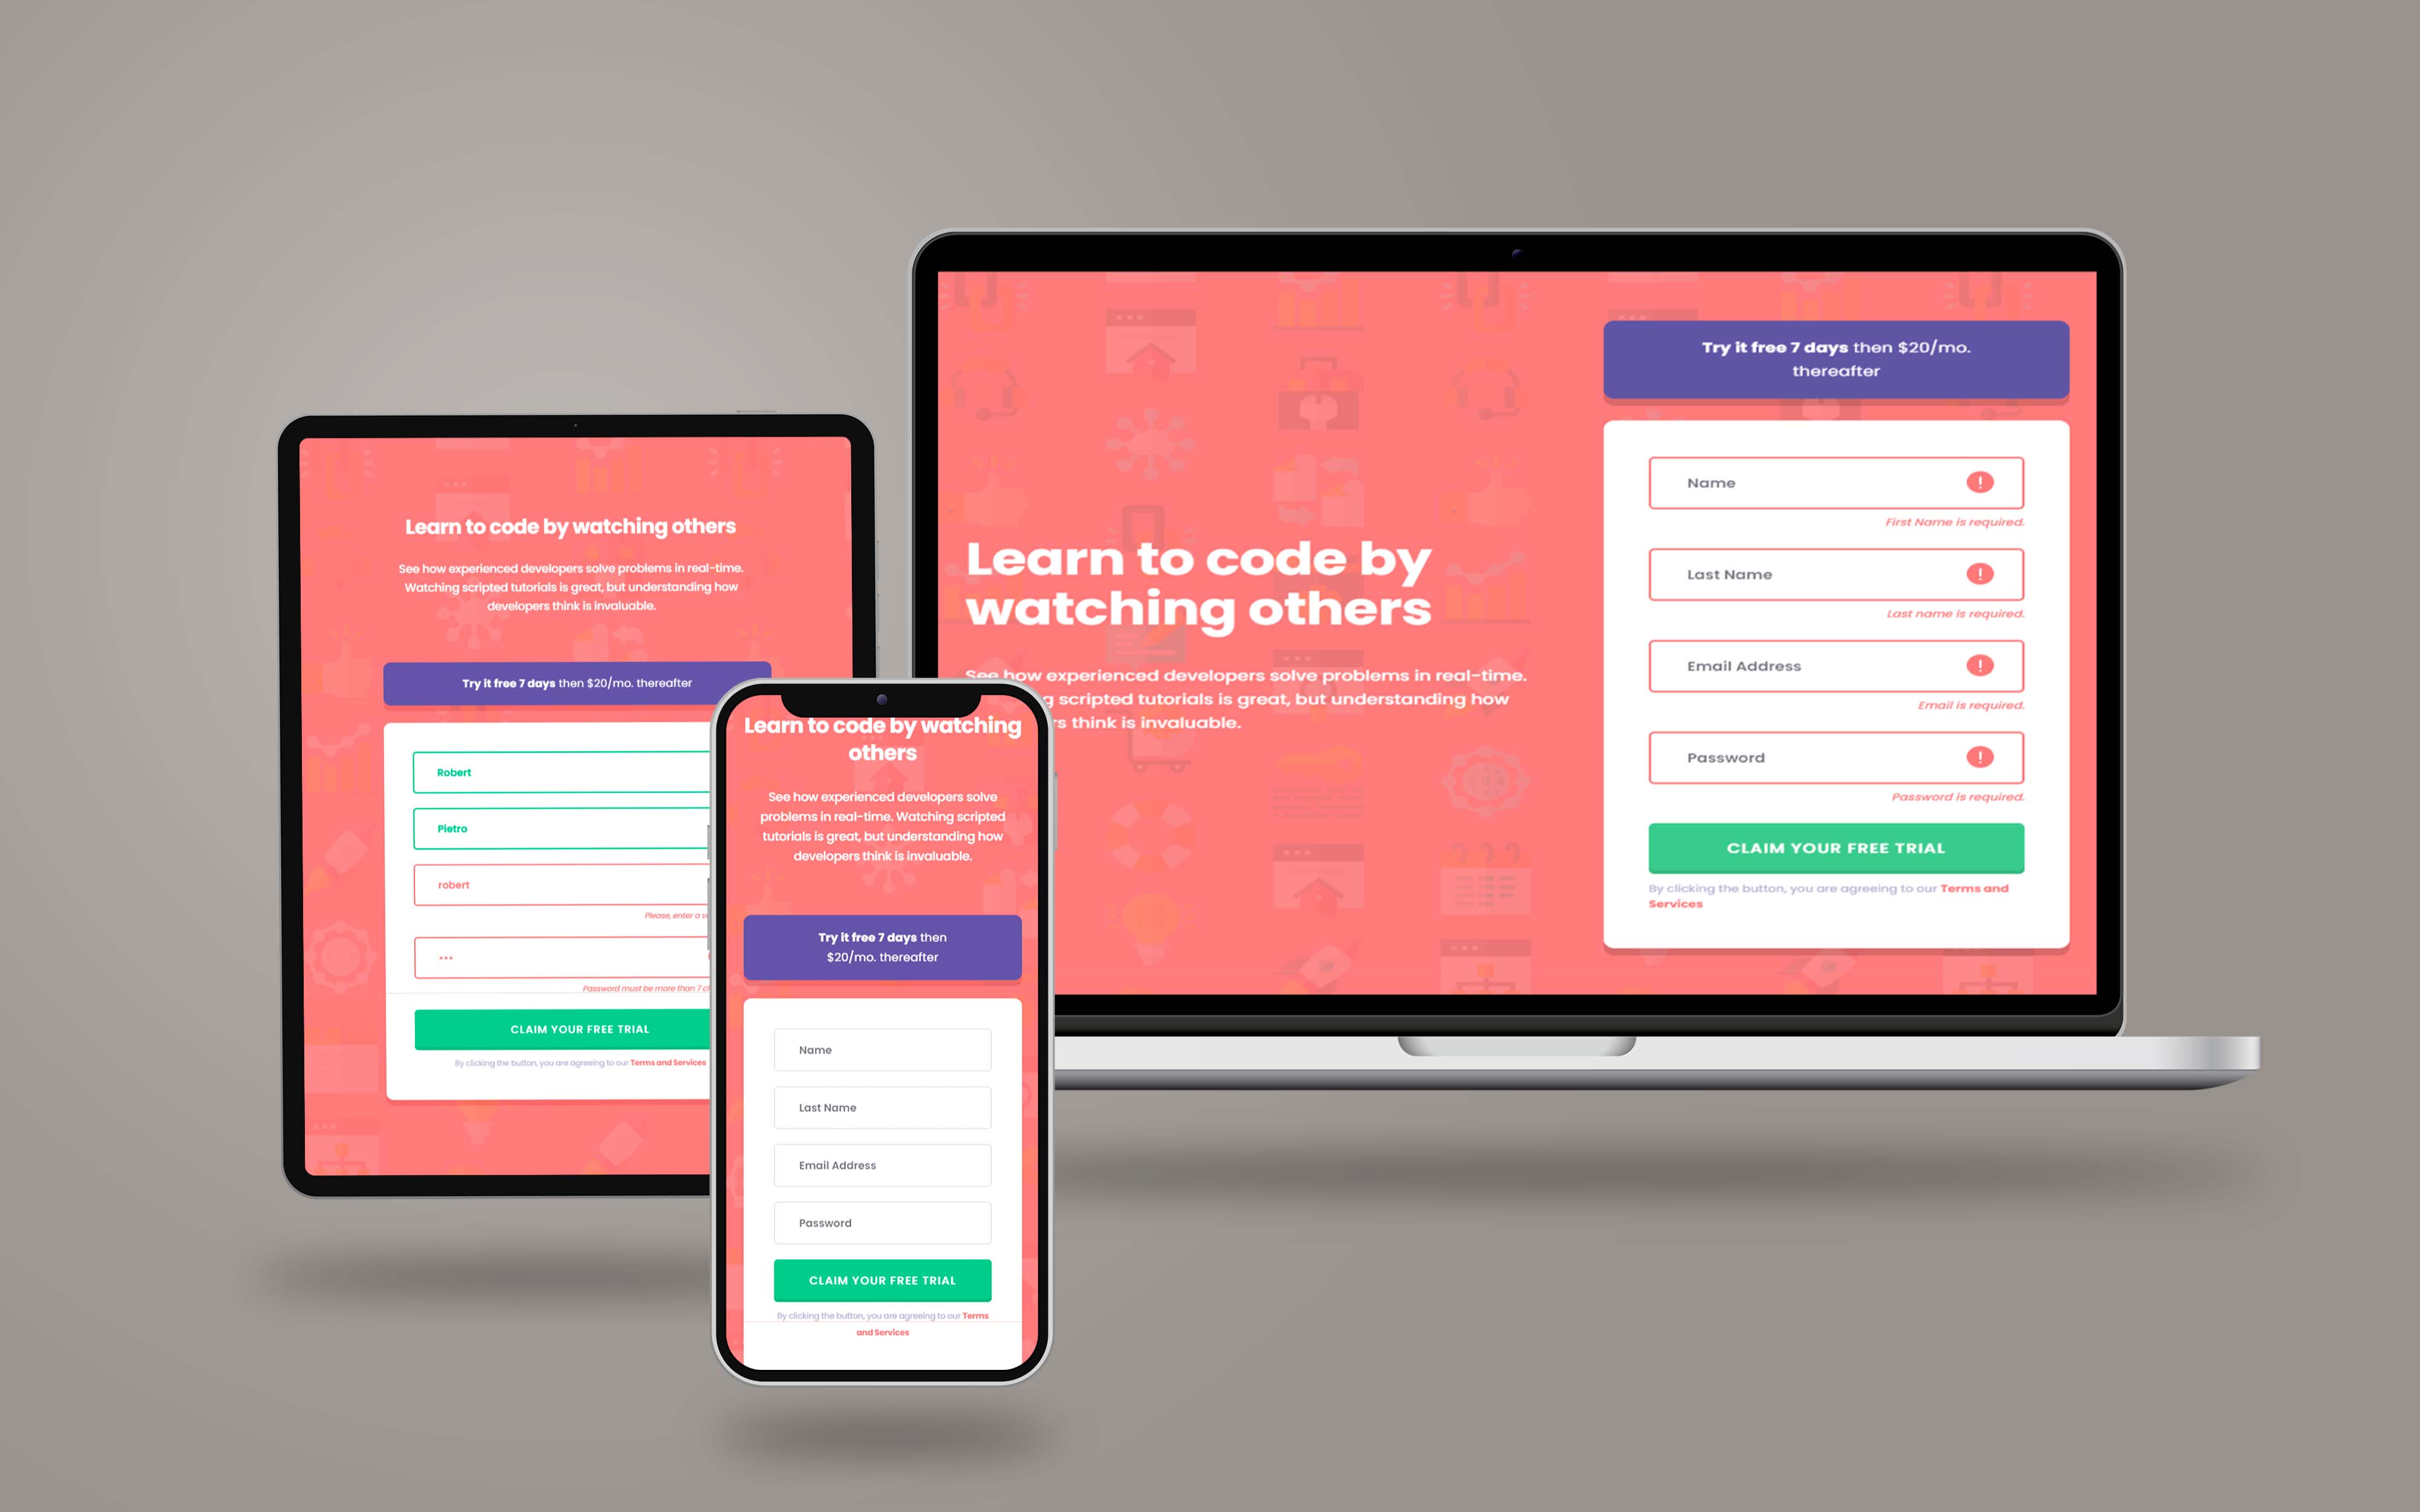 Learn to code by watching others
See how experienced developers solve problems in real-time.
Watching scripted tutorials is great, but understanding how
developers think is invaluable.
Try it free 7 days then $20/mo. thereafter
Robert
Pietro
robert
Please, enter a
Password must be more than 7
CLAIM YOUR FREE TRIAL
By clicking the button, you are agreeing to our Terms and Services
Learn to code by watching
others
See how experienced developers solve
problems in real-time. Watching scripted
tutorials is great, but understanding how
developers think is invaluable.
Try it free 7 days then
$20/mo. thereafter
Name
Last Name
Email Address
Password
CLAIM YOUR FREE TRIAL
By clicking the button, you are agreeing to our Terms
and Services
Learn to code by
watching others
See how experienced developers solve problems in real-time.
scripted tutorials is great, but understanding how
think is invaluable.
Try it free 7 days then $20/mo.
thereafter
Name
First Name is required.
Last Name
Last name is required.
Email Address
Email is required.
Password
Password is required.
CLAIM YOUR FREE TRIAL
By clicking the button, you are agreeing to our Terms and
Services